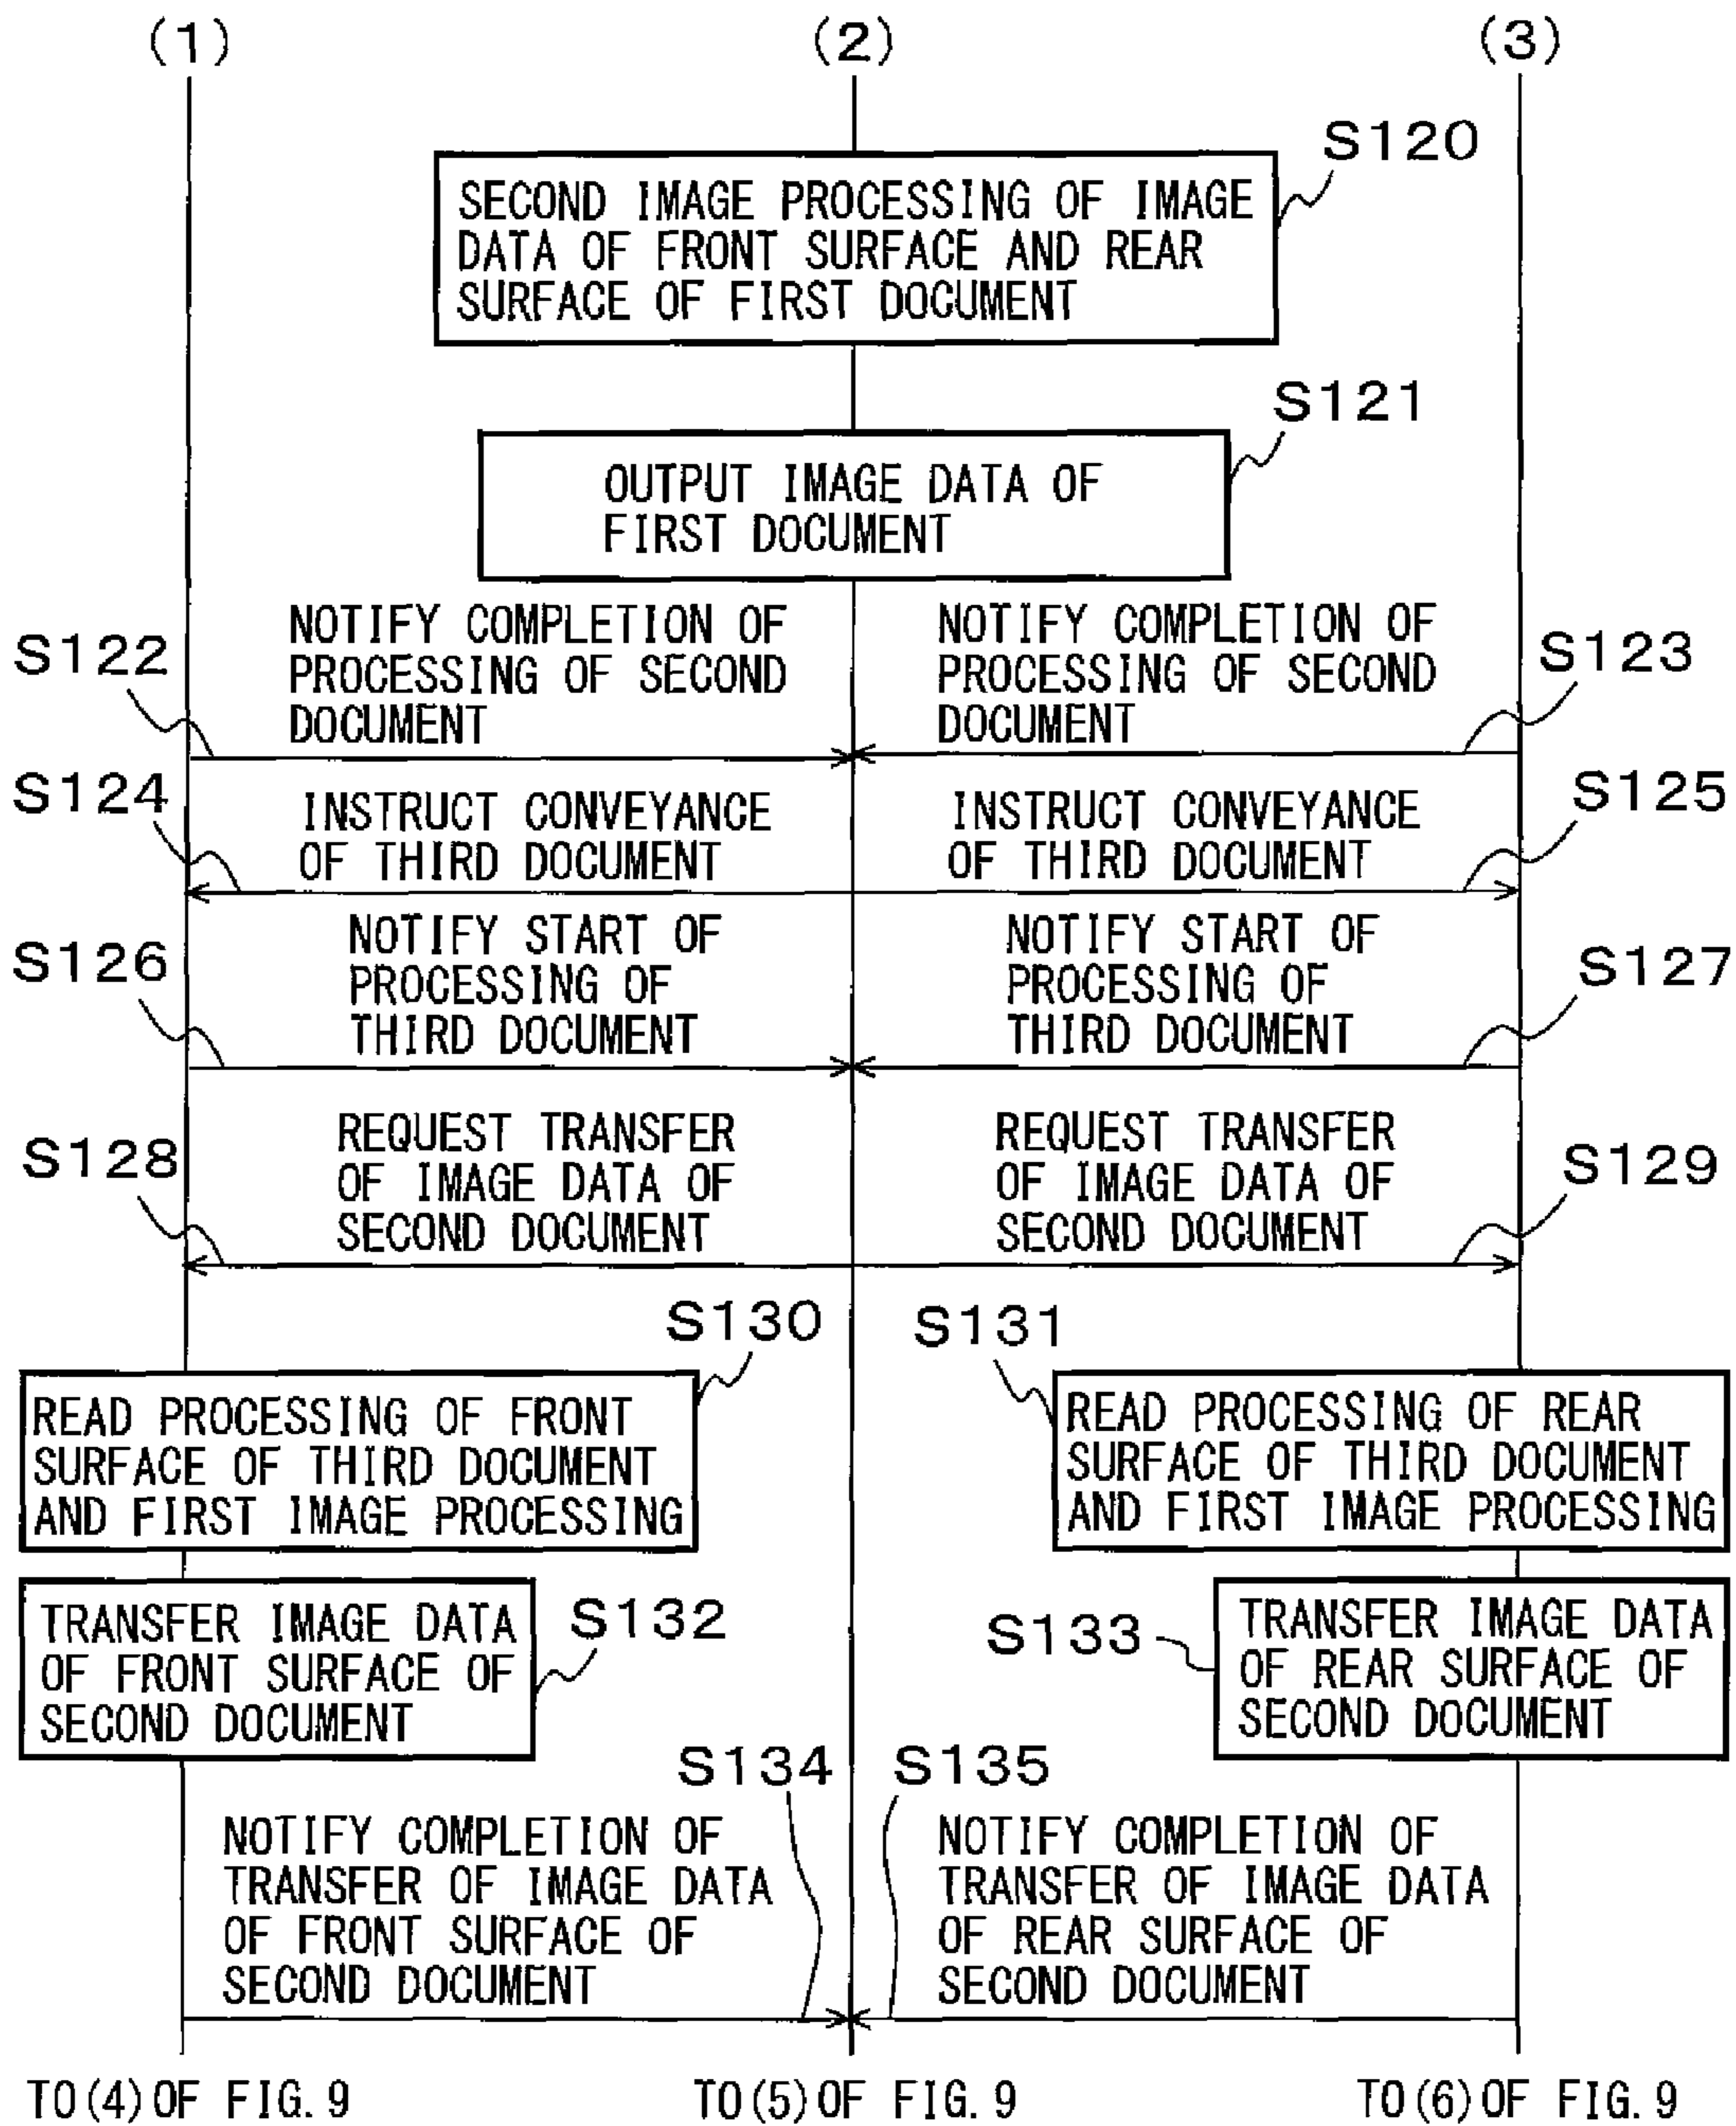 (1)
(2)
(3)
S120
SECOND IMAGE PROCESSING OF IMAGE
DATA OF FRONT SURFACE AND REAR
SURFACE OF FIRST DOCUMENT
S121
OUTPUT IMAGE DATA OF
FIRST DOCUMENT
S122
NOTIFY COMPLETION OF
PROCESSING OF SECOND
DOCUMENT
NOTIFY COMPLETION OF
PROCESSING OF SECOND
DOCUMENT
S123
S124
INSTRUCT CONVEYANCE
OF THIRD DOCUMENT
INSTRUCT CONVEYANCE
OF THIRD DOCUMENT
S125
S126
NOTIFY START OF
PROCESSING OF
THIRD DOCUMENT
NOTIFY START OF
PROCESSING OF
THIRD DOCUMENT
S127
S128
REQUEST TRANSFER
OF IMAGE DATA OF
SECOND DOCUMENT
REQUEST TRANSFER
OF IMAGE DATA OF
SECOND DOCUMENT
S129
S130
READ PROCESSING OF FRONT
SURFACE OF THIRD DOCUMENT
AND FIRST IMAGE PROCESSING
S131
READ PROCESSING OF REAR
SURFACE OF THIRD DOCUMENT
AND FIRST IMAGE PROCESSING
TRANSFER IMAGE DATA
OF FRONT SURFACE OF
SECOND DOCUMENT
S132
S133
TRANSFER IMAGE DATA
OF REAR SURFACE OF
SECOND DOCUMENT
S134
S135
NOTIFY COMPLETION OF
TRANSFER OF IMAGE DATA
OF FRONT SURFACE OF
SECOND DOCUMENT
NOTIFY COMPLETION OF
TRANSFER OF IMAGE DATA
OF REAR SURFACE OF
SECOND DOCUMENT
TO(4)OF FIG. 9
TO(5)OF FIG. 9
TO(6)OF FIG. 9